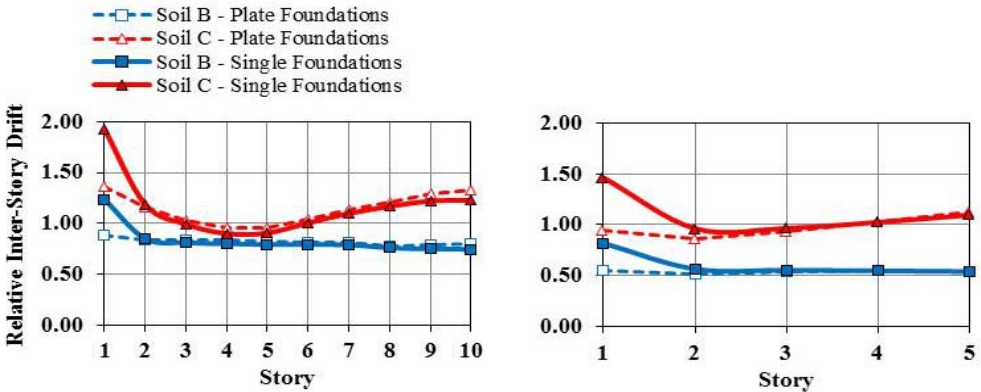 Soil B - Plate Foundations
Soil C - Plate Foundations
Soil B - Single Foundations
Soil C - Single Foundations
Relative Inter-Story Drift
2.00
1.50
1.00
0.50
0.00
1 2 3 4 5 6 7 8 9 10
Story
2.00
1.50
1.00
0.50
0.00
1 2 3 4 5
Story